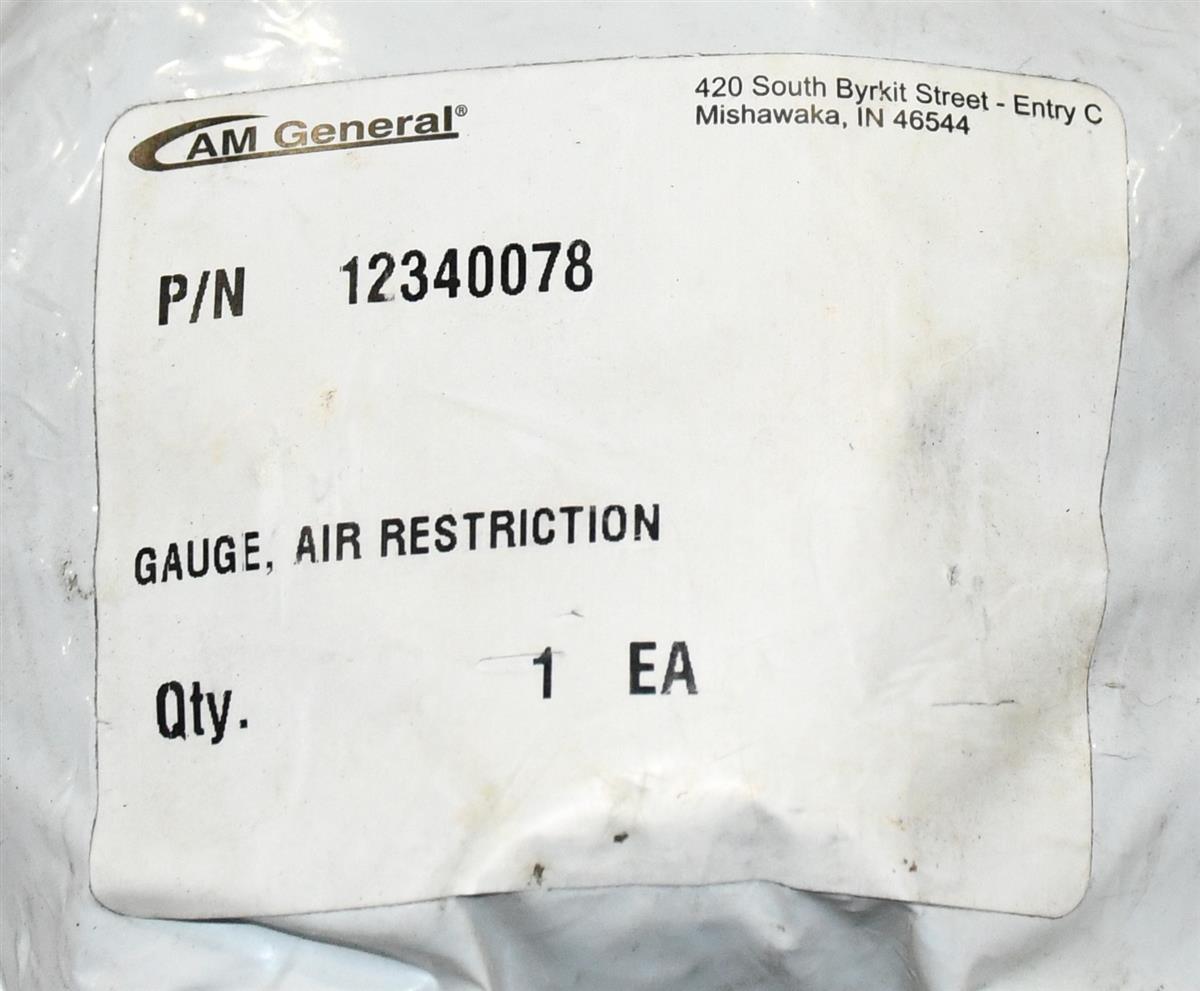 AM General®
420 South Byrkit Street - Entry C
Mishawaka, IN 46544
P/N 12340078
GAUGE, AIR RESTRICTION
Qty. 1 EA